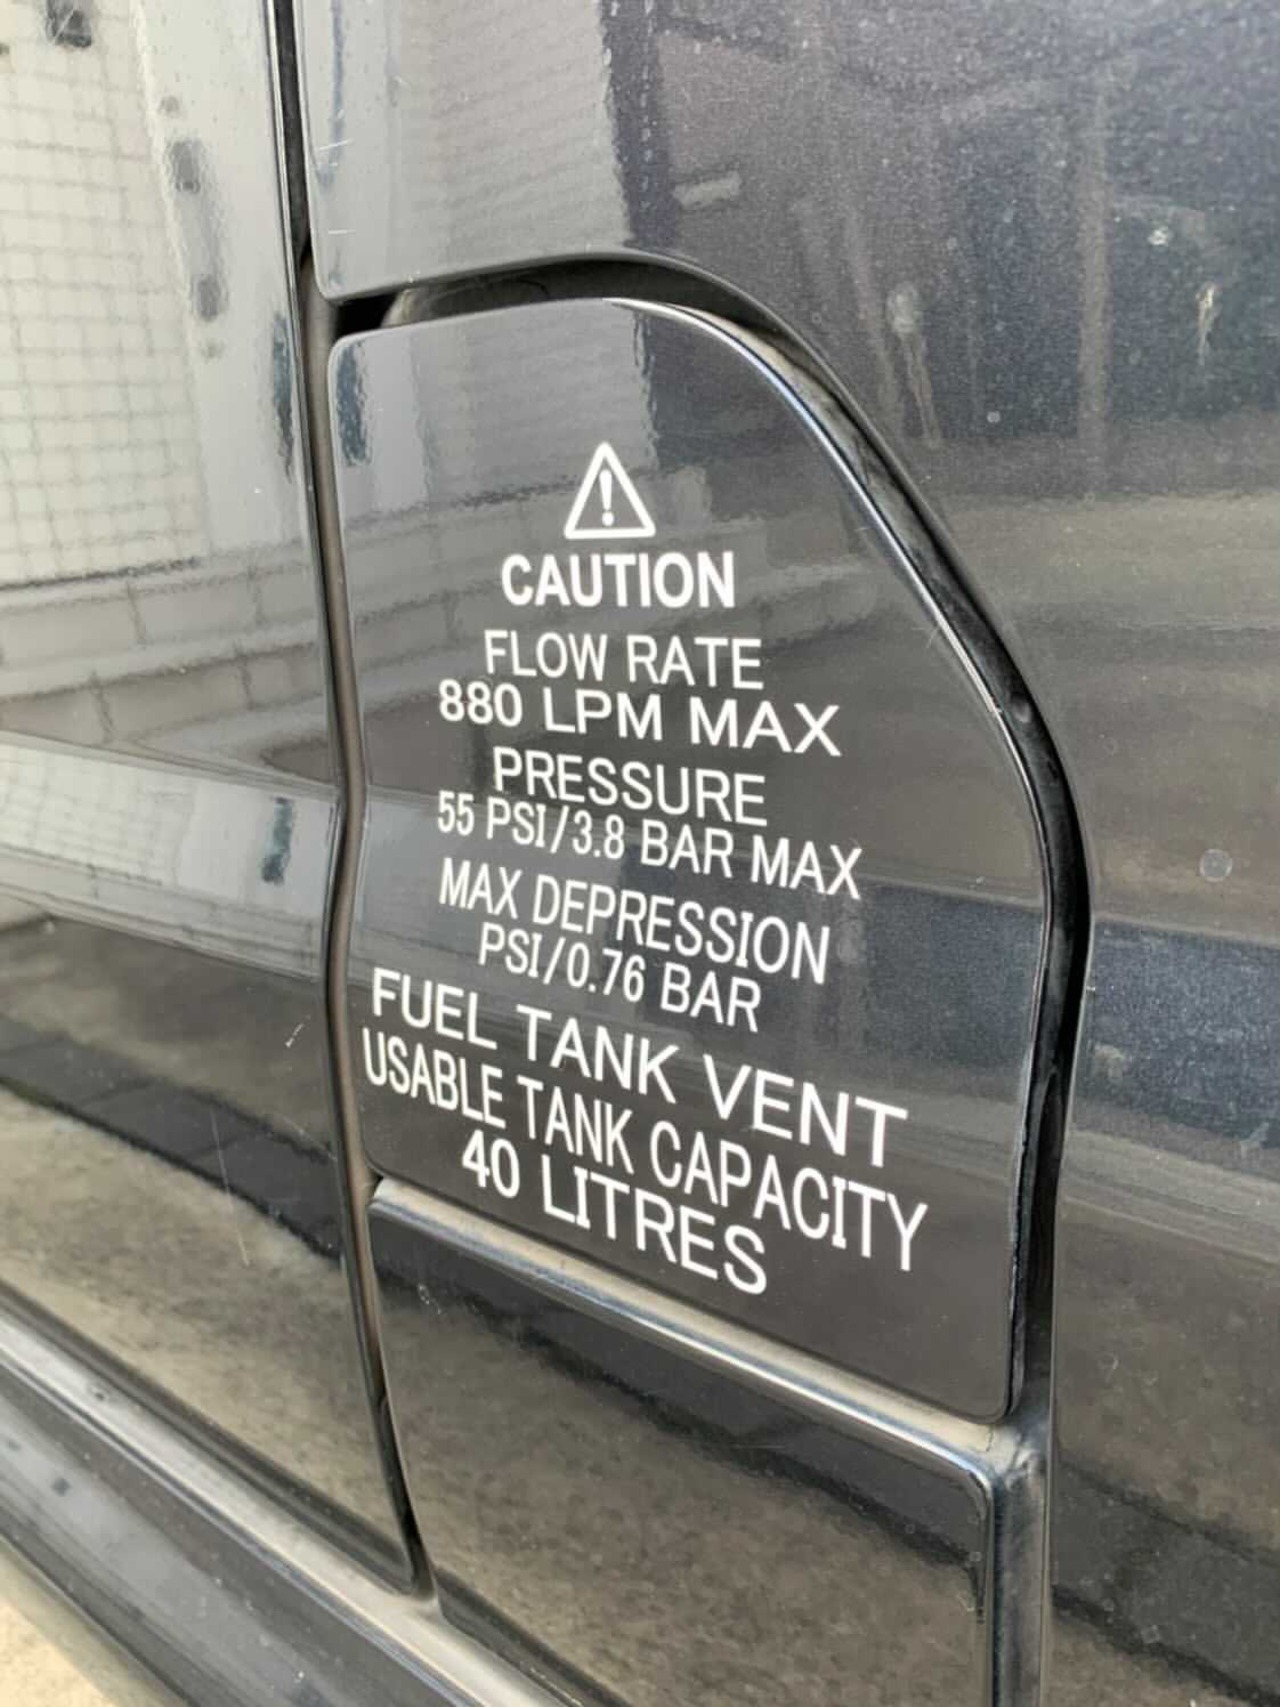 CAUTION
FLOW RATE
880 LPM MAX
PRESSURE
55 PSI/3.8 BAR MAX
MAX DEPRESSION
PSI/0.76 BAR
FUEL TANK VENT
USABLE TANK CAPACITY
40 LITRES